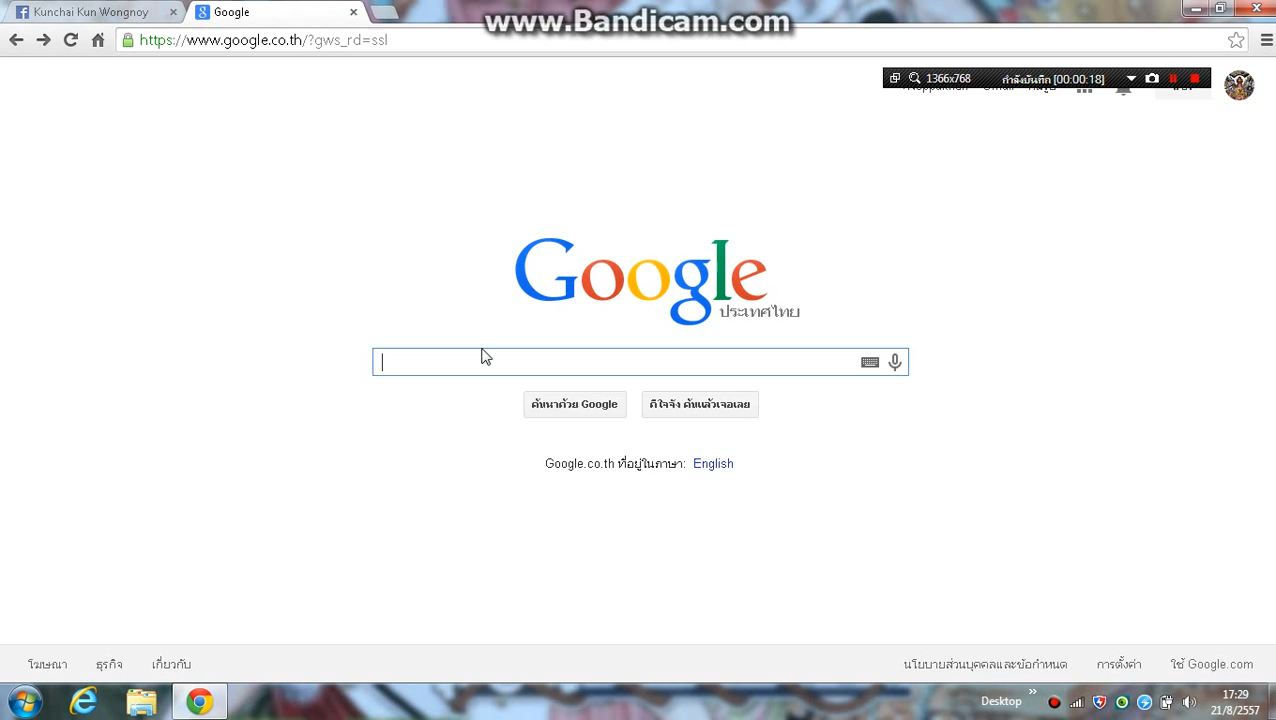 Kunchai Kun Wongnoy
Google
www.Bandicam.com
https://www.google.co.th/?gws_rd=ssl
1366x768 กำลังบันทึก [00:00:18]
Google
ประเทศไทย
ค้นหาด้วย Google
ดีใจจัง ค้นแล้วเจอเลย
Google.co.th ที่อยู่ในภาษา: English
โฆษณา ธุรกิจ เกี่ยวกับ
นโยบายส่วนบุคคลและข้อกำหนด การตั้งค่า ใช้ Google.com
Desktop
17:29
21/8/2557